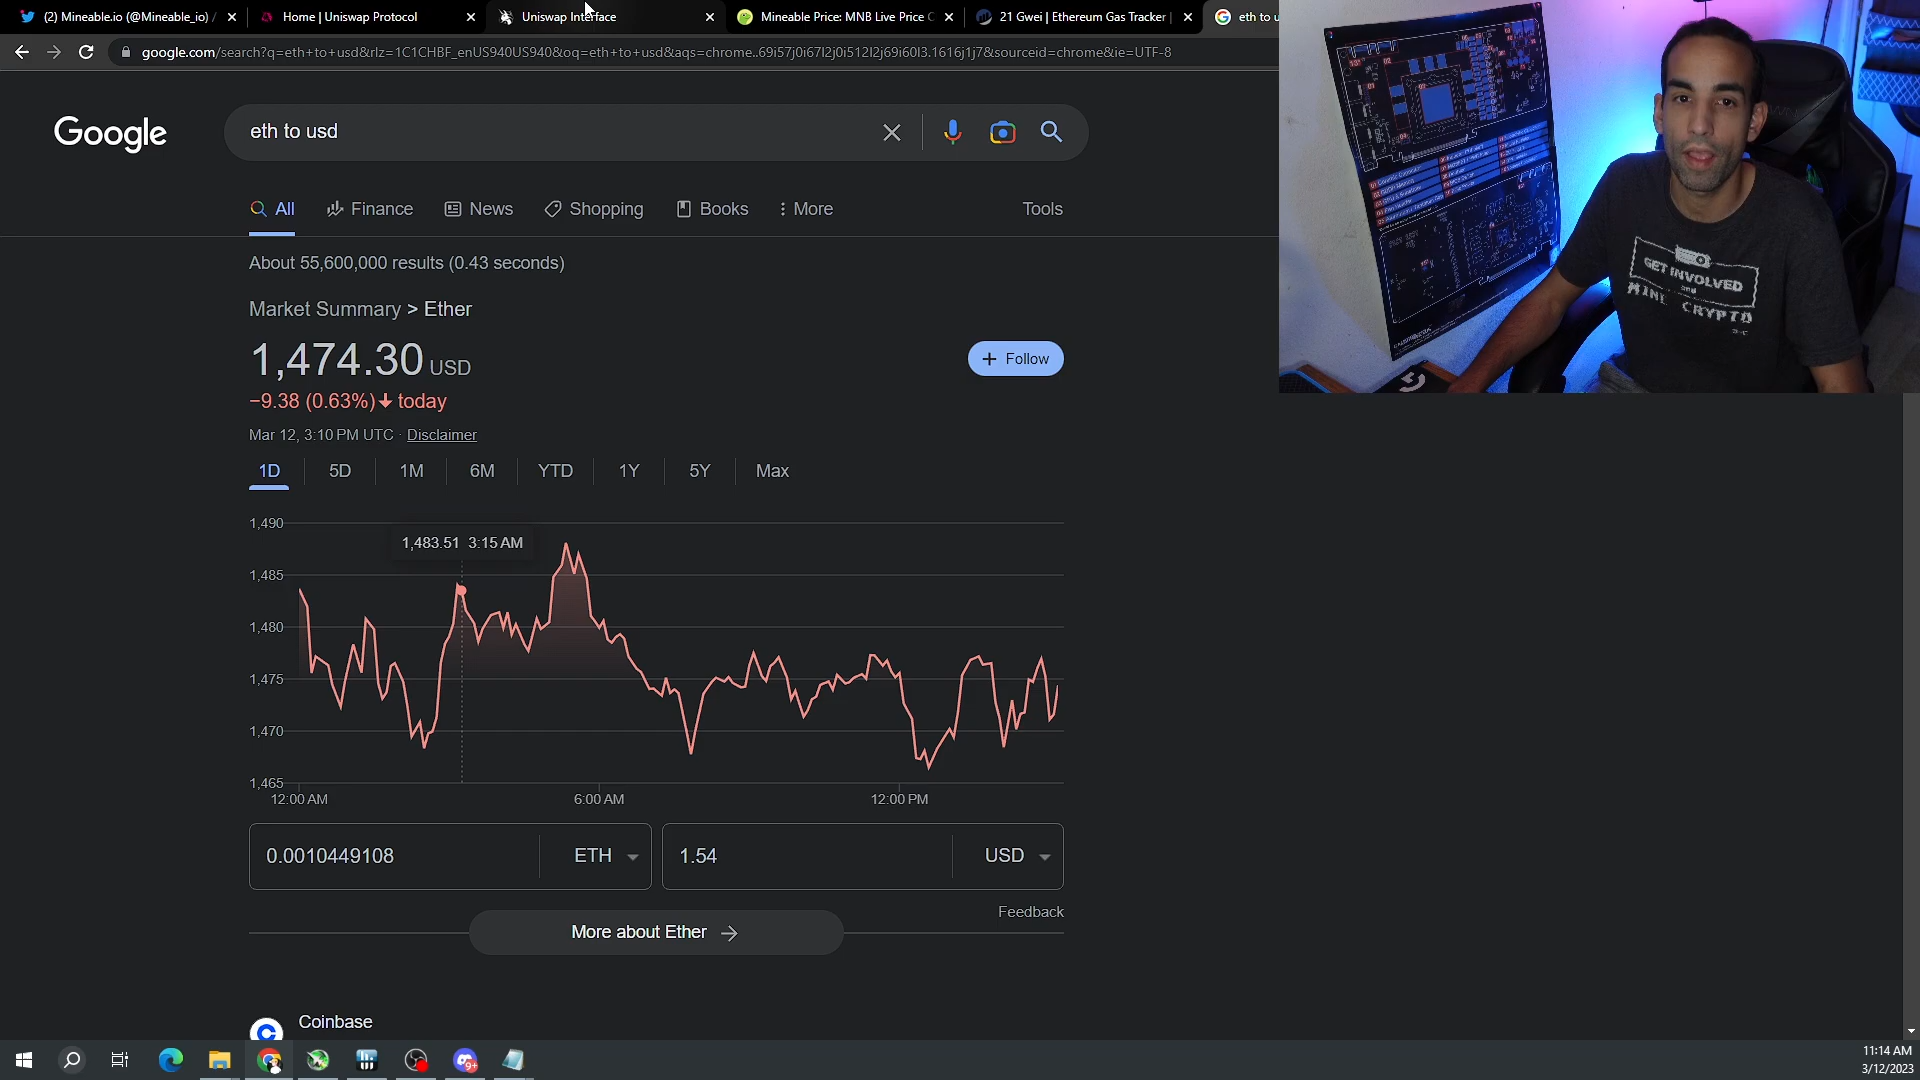 (2) Mineable.io (@Mineable_io) /
Home | Uniswap Protocol
Uniswap Interface
Mineable Price: MNB Live Price C
21 Gwei | Ethereum Gas Tracker |
eth to u
google.com/search?q=eth+to+usd&rlz=1C1CHBF_enUS940US940&oq=eth+to+usd&aqs=chrome..69i57j0i67l2j0i512l2j69i60l3.1616j1j7&sourceid=chrome&ie=UTF-8
Google
eth to usd
All
Finance
News
Shopping
Books
More
Tools
About 55,600,000 results (0.43 seconds)
Market Summary > Ether
1,474.30 USD
Follow
−9.38 (0.63%) today
Mar 12, 3:10 PM UTC · Disclaimer
1D
5D
1M
6M
YTD
1Y
5Y
Max
1,490
1,483.51 3:15 AM
1,485
1,480
1,475
1,470
1,465
12:00 AM
6:00 AM
12:00 PM
0.0010449108
ETH
1.54
USD
Feedback
More about Ether
Coinbase
GET INVOLVED
and
MINE CRYPTO
9+
11:14 AM
3/12/2023